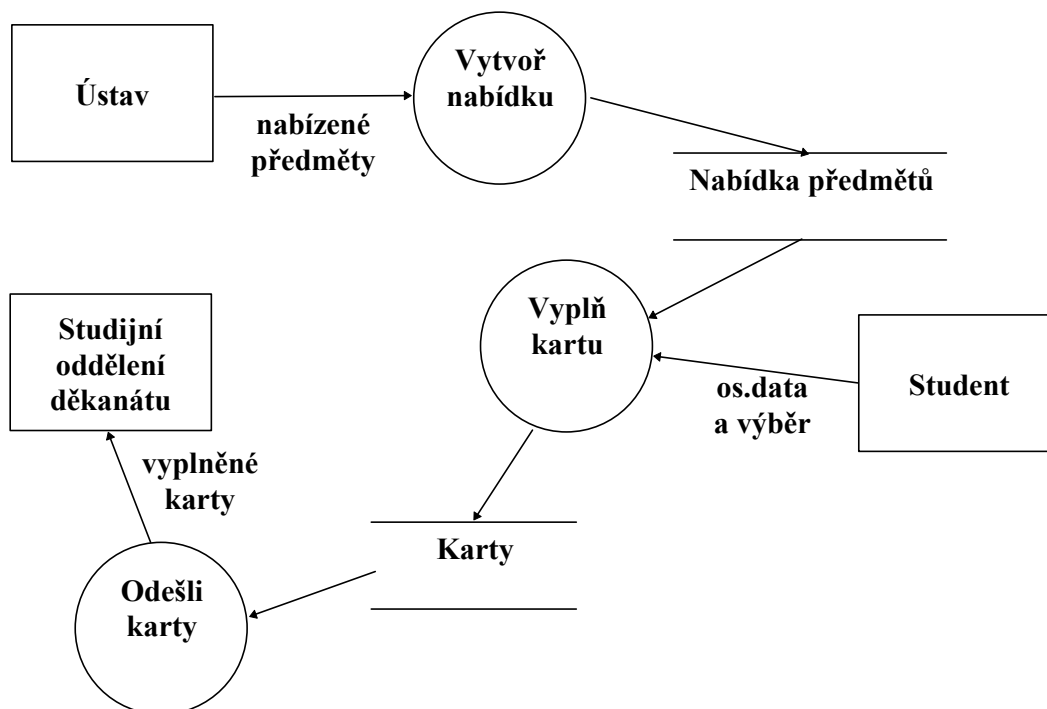 Ústav
nabízené
předměty
Vytvoř
nabídku
Nabídka předmětů
Vyplň
kartu
os.data
a výběr
Student
Studijní
oddělení
děkanátu
vyplněné
karty
Karty
Odešli
karty